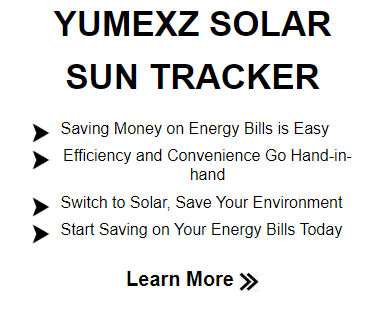 YUMEXZ SOLAR
SUN TRACKER
Saving Money on Energy Bills is Easy
Efficiency and Convenience Go Hand-in-
hand
Switch to Solar, Save Your Environment
Start Saving on Your Energy Bills Today
Learn More